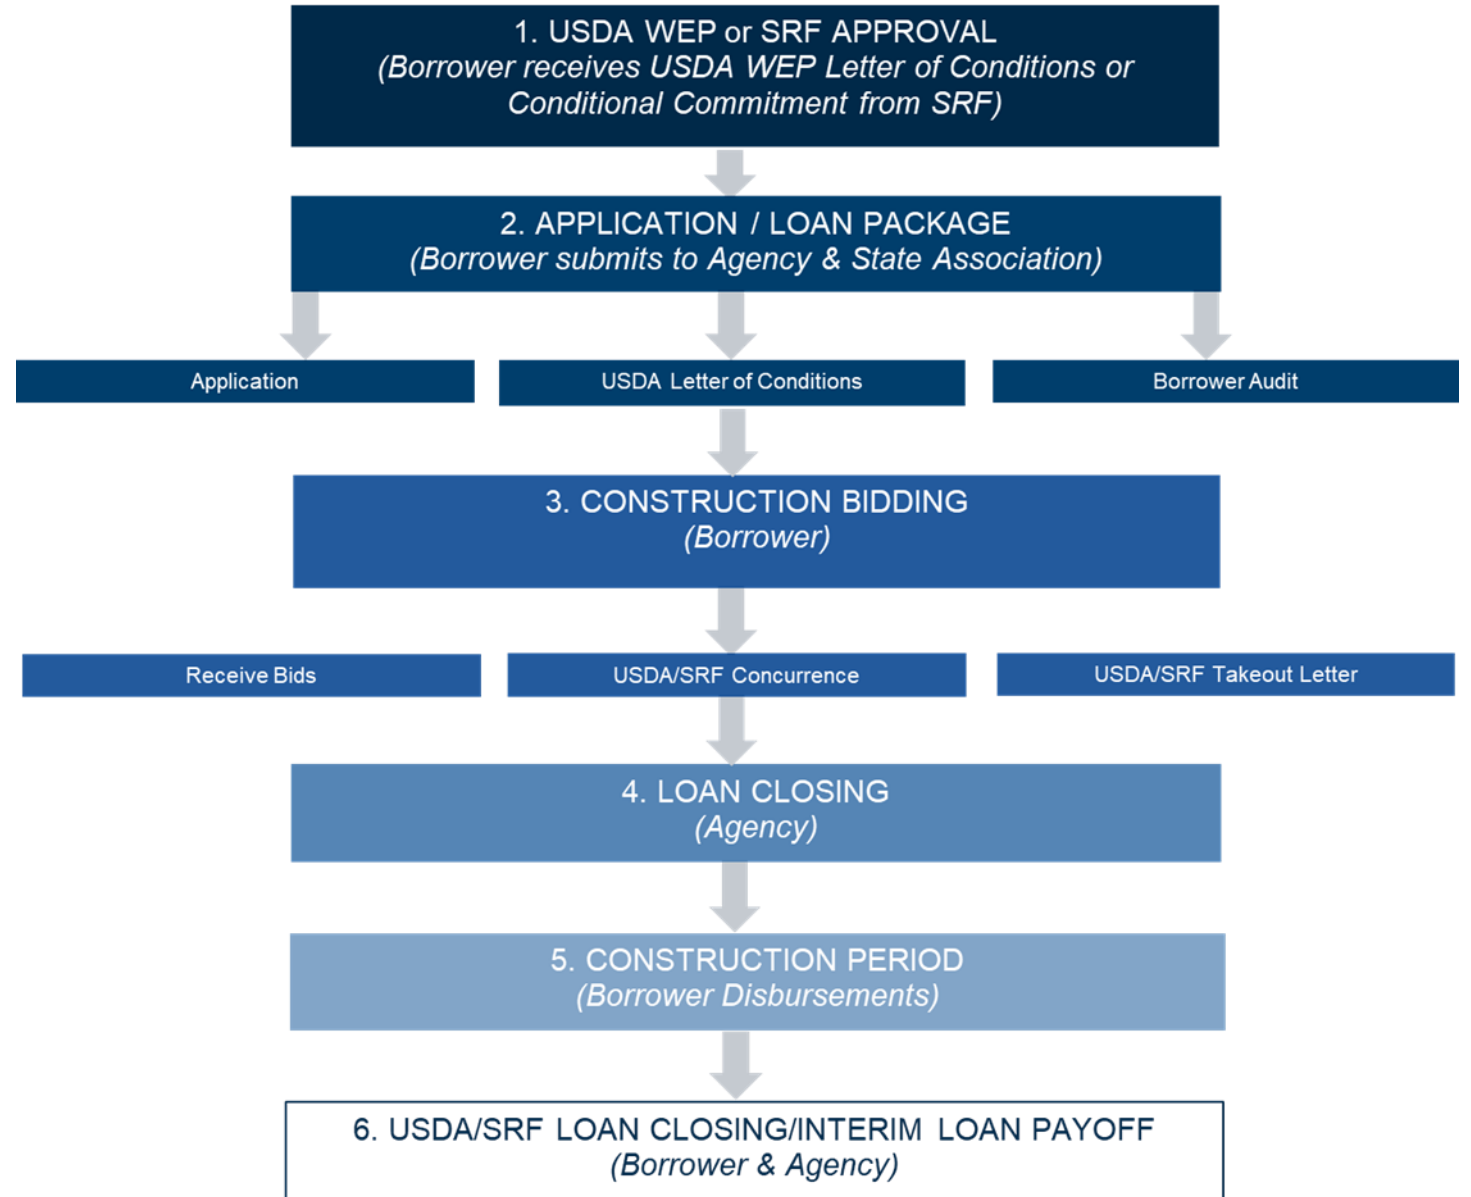 1. USDA WEP or SRF APPROVAL
(Borrower receives USDA WEP Letter of Conditions or
Conditional Commitment from SRF)
2. APPLICATION / LOAN PACKAGE
(Borrower submits to Agency & State Association)
Application
USDA Letter of Conditions
Borrower Audit
3. CONSTRUCTION BIDDING
(Borrower)
Receive Bids
USDA/SRF Concurrence
USDA/SRF Takeout Letter
4. LOAN CLOSING
(Agency)
5. CONSTRUCTION PERIOD
(Borrower Disbursements)
6. USDA/SRF LOAN CLOSING/INTERIM LOAN PAYOFF
(Borrower & Agency)